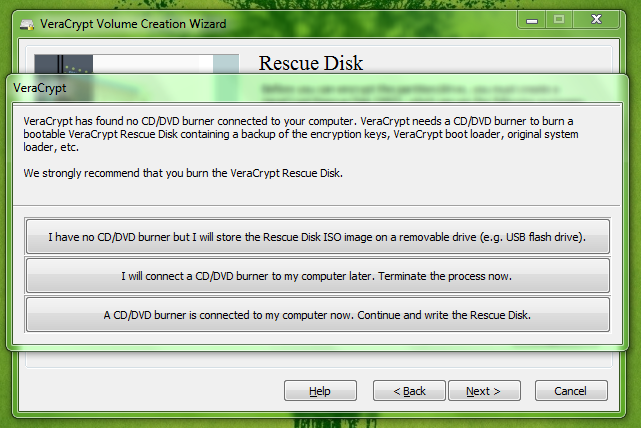 VeraCrypt Volume Creation Wizard
Rescue Disk
VeraCrypt
VeraCrypt has found no CD/DVD burner connected to your computer. VeraCrypt needs a CD/DVD burner to burn a
bootable VeraCrypt Rescue Disk containing a backup of the encryption keys, VeraCrypt boot loader, original system
loader, etc.
We strongly recommend that you burn the VeraCrypt Rescue Disk.
I have no CD/DVD burner but I will store the Rescue Disk ISO image on a removable drive (e.g. USB flash drive).
I will connect a CD/DVD burner to my computer later. Terminate the process now.
A CD/DVD burner is connected to my computer now. Continue and write the Rescue Disk.
Help
< Back
Next >
Cancel